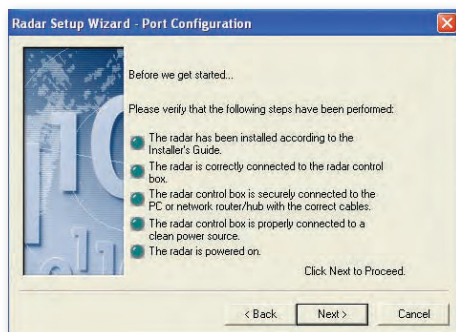 Radar Setup Wizard - Port Configuration
Before we get started...
Please verify that the following steps have been performed:
The radar has been installed according to the
Installer's Guide.
The radar is correctly connected to the radar control
box.
The radar control box is securely connected to the
PC or network router/hub with the correct cables.
The radar control box is properly connected to a
clean power source.
The radar is powered on.
Click Next to Proceed.
< Back
Next >
Cancel